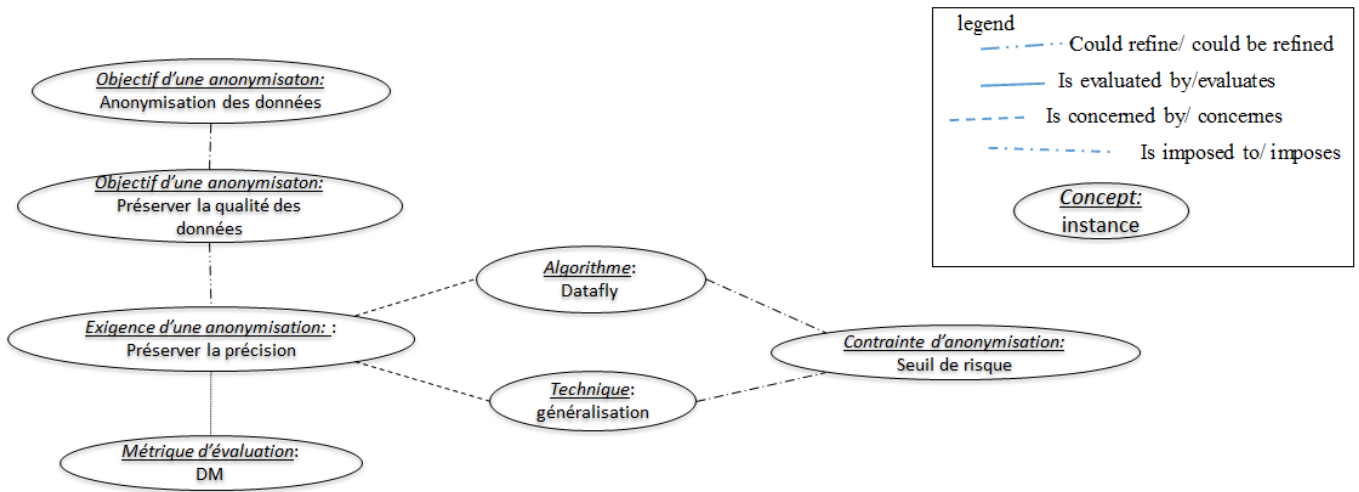 legend
Could refine/ could be refined
Is evaluated by/evaluates
Is concerned by/ concernes
Is imposed to/ imposes
Concept:
instance
Objectif d'une anonymisaton:
Anonymisation des données
Objectif d'une anonymisaton:
Préserver la qualité des
données
Exigence d'une anonymisation: :
Préserver la précision
Métrique d'évaluation:
DM
Algorithme:
Datafly
Technique:
généralisation
Contrainte d'anonymisation:
Seuil de risque